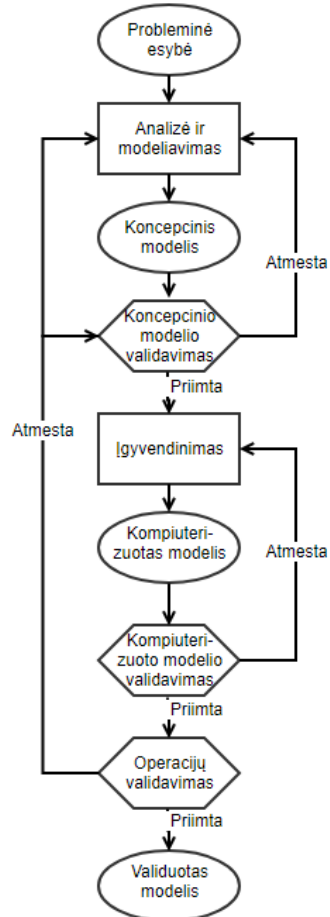 Probleminė
esybė
Analizė ir
modeliavimas
Koncepcinis
modelis
Atmesta
Koncepcinio
modelio
validavimas
Priimta
Atmesta
Įgyvendinimas
Kompiuteri-
zuotas modelis
Atmesta
Kompiuteri-
zuoto modelio
validavimas
Priimta
Operacijų
validavimas
Priimta
Validuotas
modelis